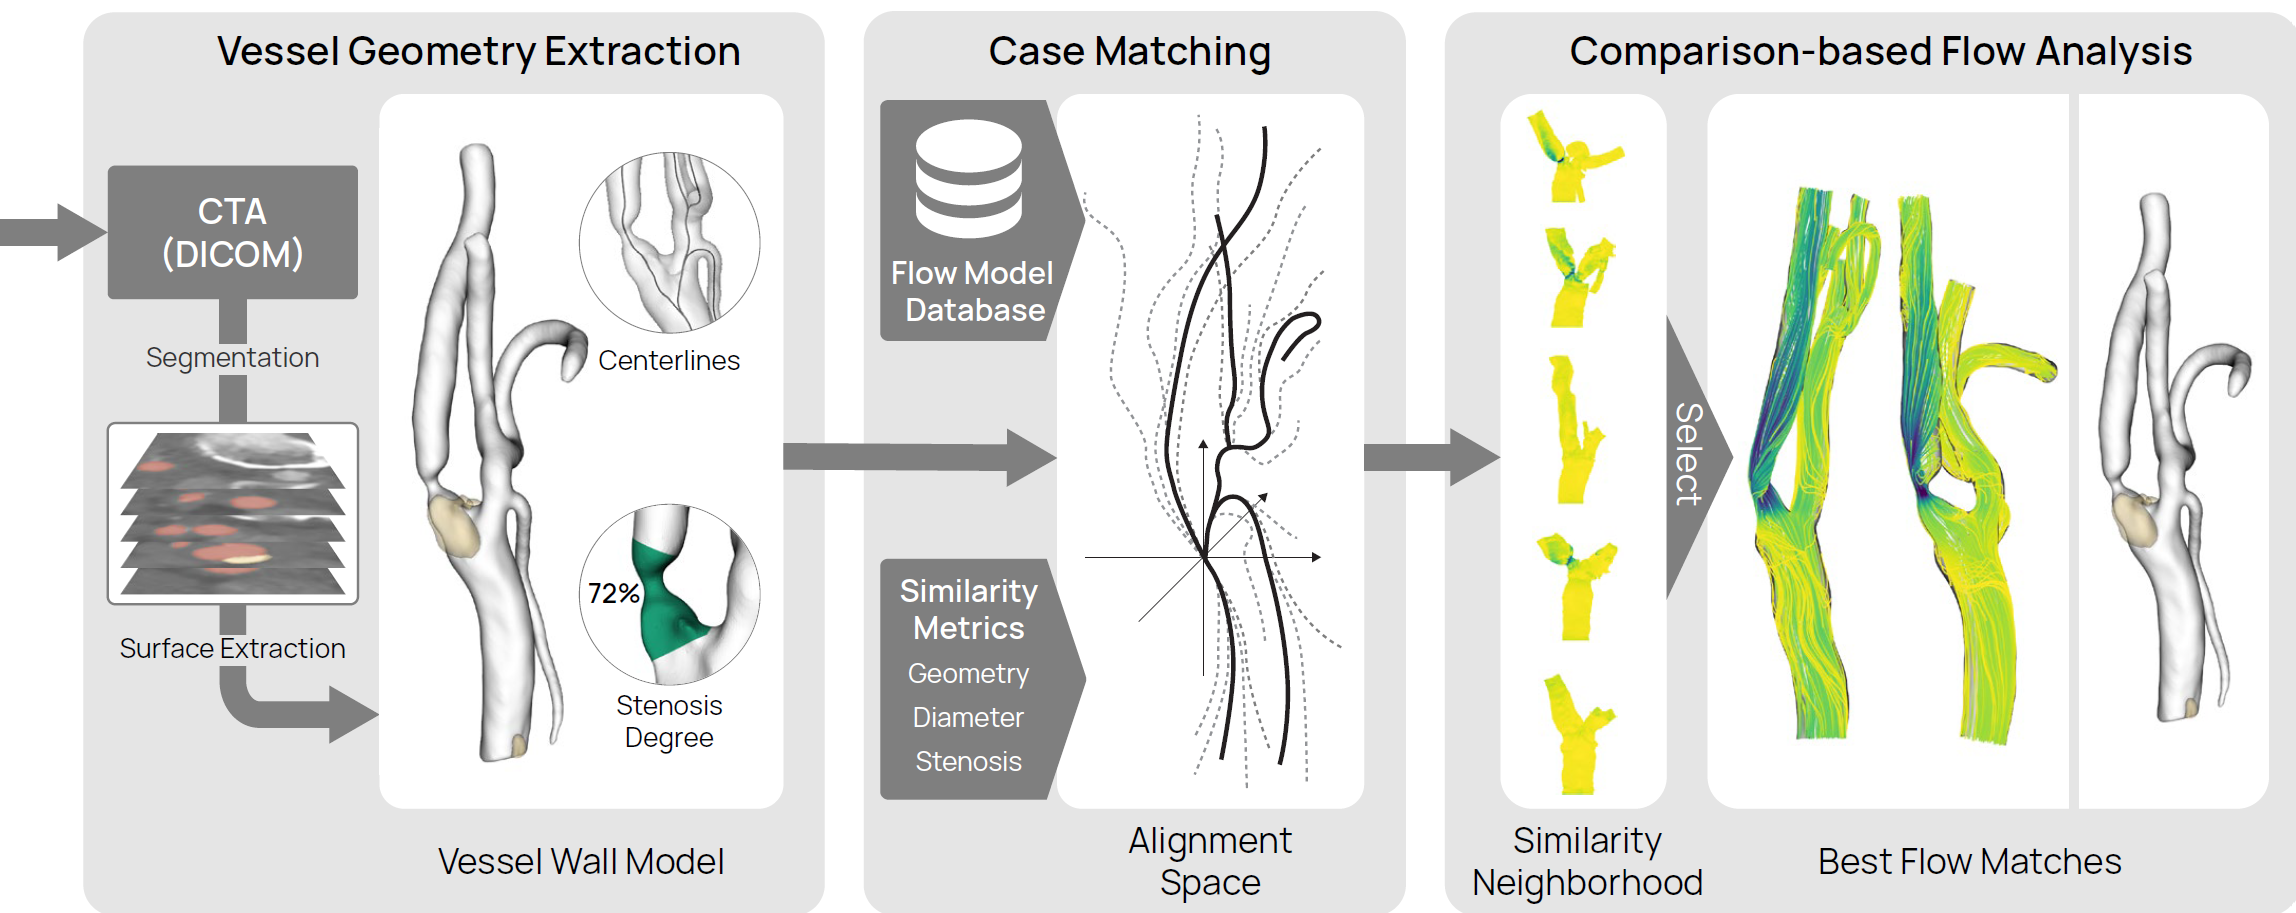 Vessel Geometry Extraction
CTA
(DICOM)
Segmentation
Surface Extraction
Centerlines
72%
Stenosis
Degree
Vessel Wall Model
Case Matching
Flow Model
Database
Similarity
Metrics
Geometry
Diameter
Stenosis
Alignment
Space
Comparison-based Flow Analysis
Select
Similarity
Neighborhood
Best Flow Matches